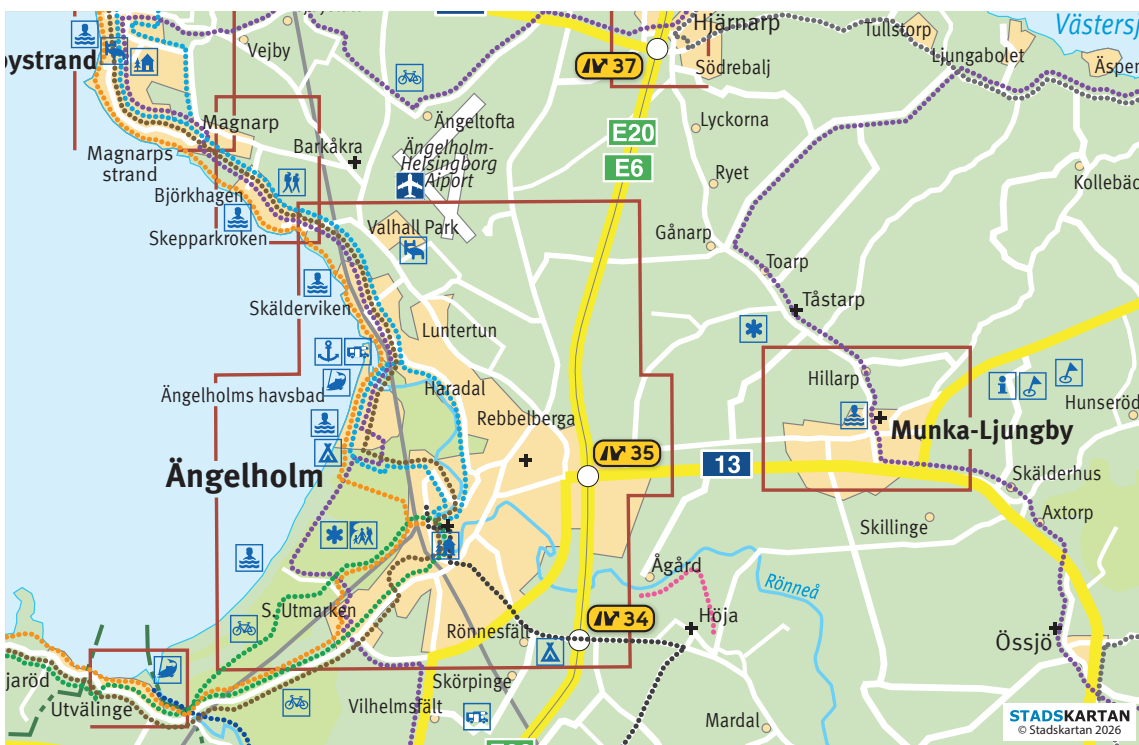 Hjärnarp
Västersj
Tullstorp
Vejby
Ljungabolet
ystrand
37
Södrebalj
Äsper
Ängeltofta
Lyckorna
Magnarp
E20
Barkåkra
Ängelholm-
Helsingborg
Aiport
Magnarps
strand
E6
Ryet
Kollebäc
Björkhagen
Valhall Park
Skepparkroken
Gånarp
Toarp
Tåstarp
Skälderviken
Luntertun
Hillarp
Haradal
Ängelholms havsbad
Hunseröd
Rebbelberga
Munka-Ljungby
35
13
Ängelholm
Skälderhus
Skillinge
Axtorp
Ågård
Rönneå
S. Utmarken
Höja
34
Rönnesfält
Össjö
jaröd
Skörpinge
Utvälinge
Vilhelmsfält
Mardal
STADSKARTAN
© Stadskartan 2026